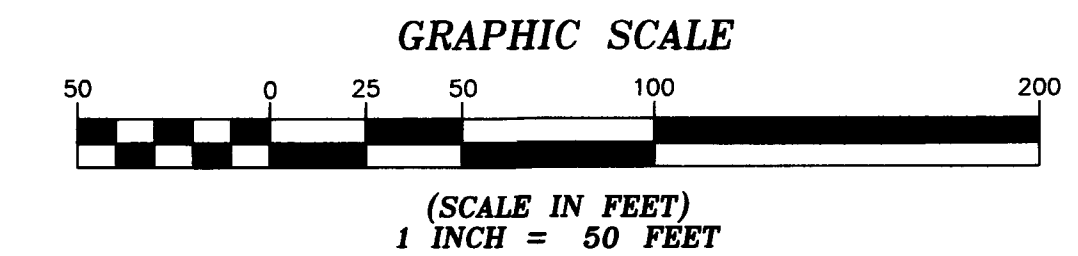 GRAPHIC SCALE
50 0 25 50 100 200
(SCALE IN FEET)
1 INCH = 50 FEET